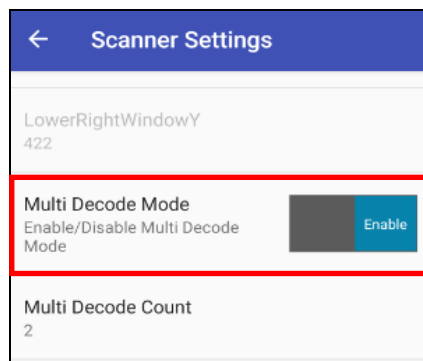 Scanner Settings
LowerRightWindowY
422
Multi Decode Mode
Enable/Disable Multi Decode
Mode
Enable
Multi Decode Count
2